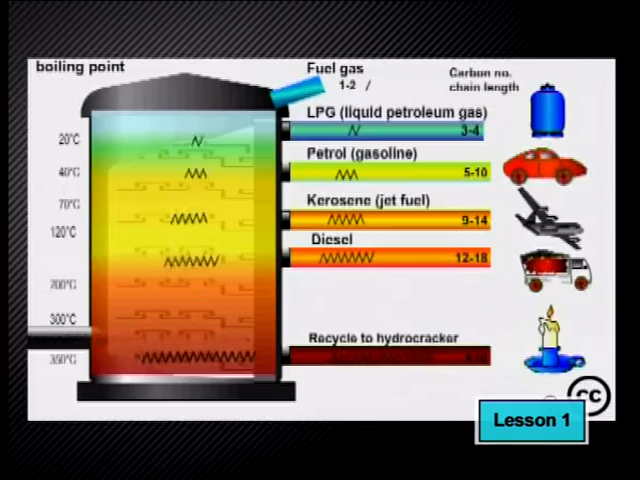 boiling point
Fuel gas
1-2 /
Carbon no.
chain length
LPG (liquid petroleum gas)
3-4
20°C
Petrol (gasoline)
5-10
40°C
Kerosene (jet fuel)
9-14
70°C
120°C
Diesel
12-18
200°C
300°C
Recycle to hydrocracker
350°C
cc
Lesson 1